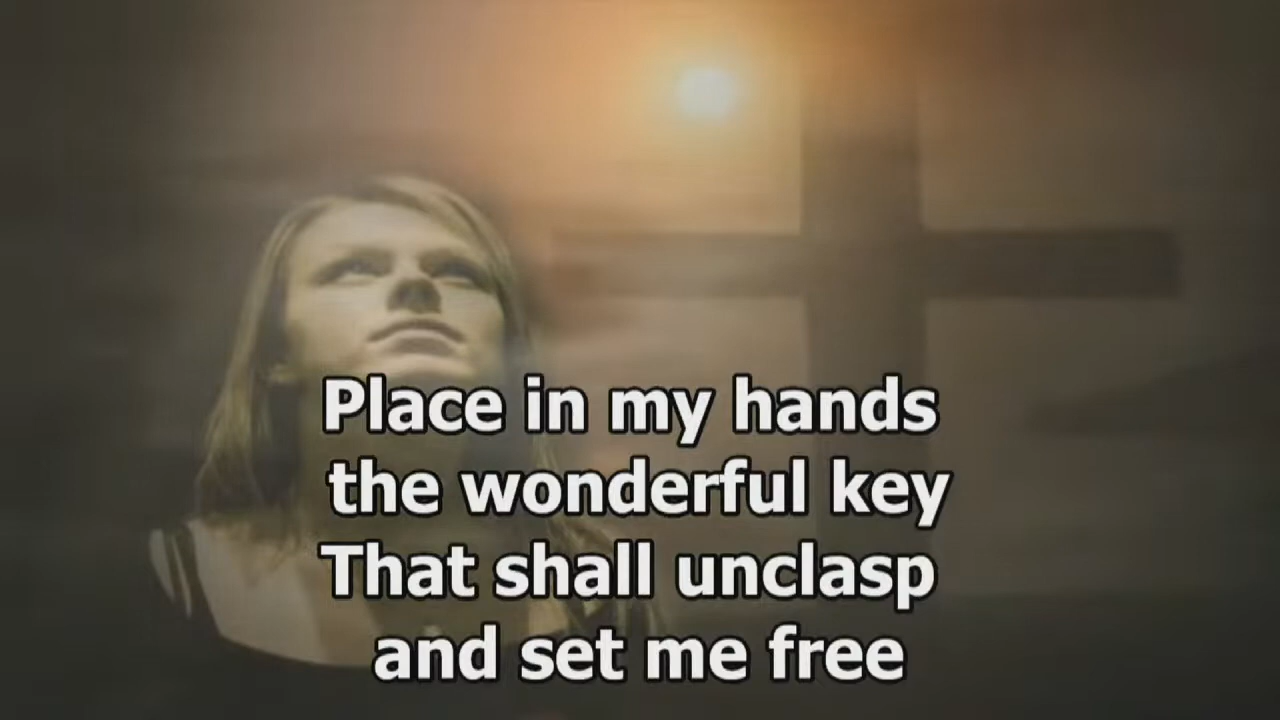 Place in my hands
the wonderful key
That shall unclasp
and set me free